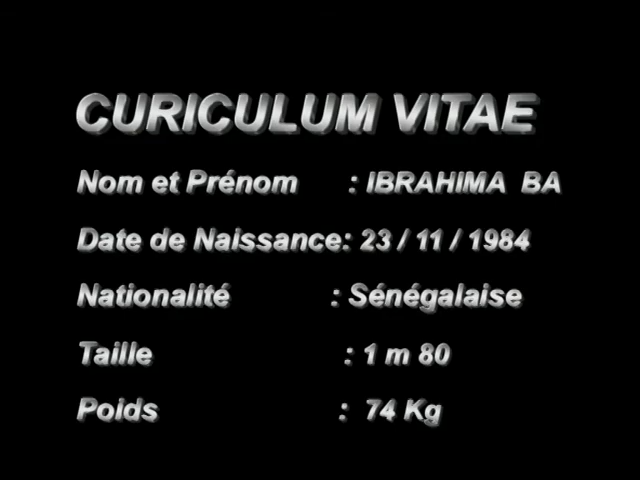 CURICULUM VITAE
Nom et Prénom : IBRAHIMA BA
Date de Naissance: 23 / 11 / 1984
Nationalité : Sénégalaise
Taille : 1 m 80
Poids : 74 Kg